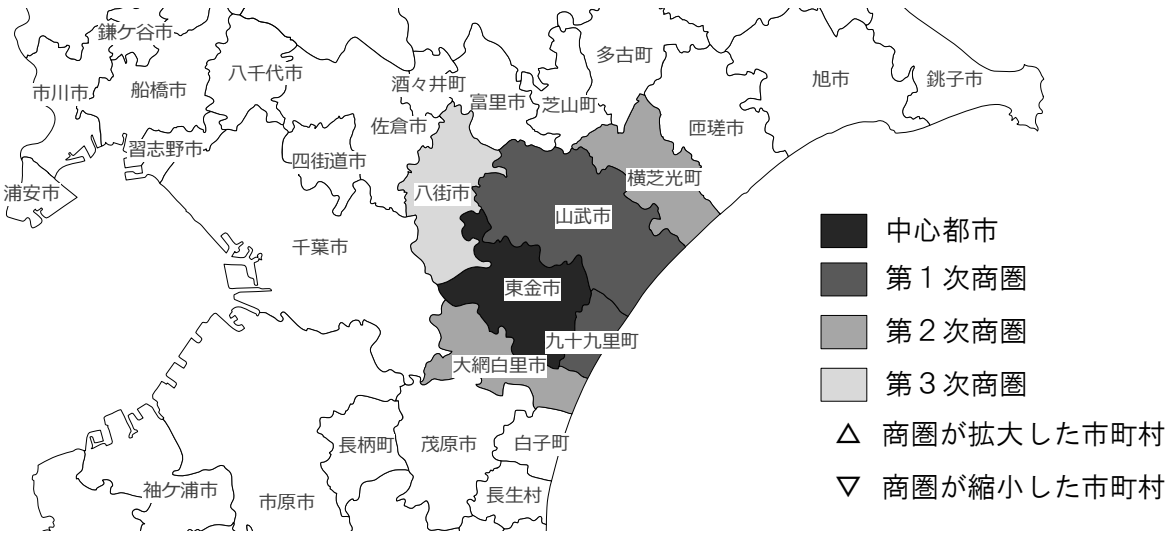 鎌ケ谷市
多古町
市川市
船橋市
八千代市
酒々井町
富里市
芝山町
旭市
銚子市
佐倉市
匝瑳市
習志野市
四街道市
浦安市
八街市
横芝光町
山武市
千葉市
東金市
九十九里町
大網白里市
長柄町
茂原市
白子町
袖ケ浦市
市原市
長生村
中心都市
第1次商圏
第2次商圏
第3次商圏
△ 商圏が拡大した市町村
▽ 商圏が縮小した市町村